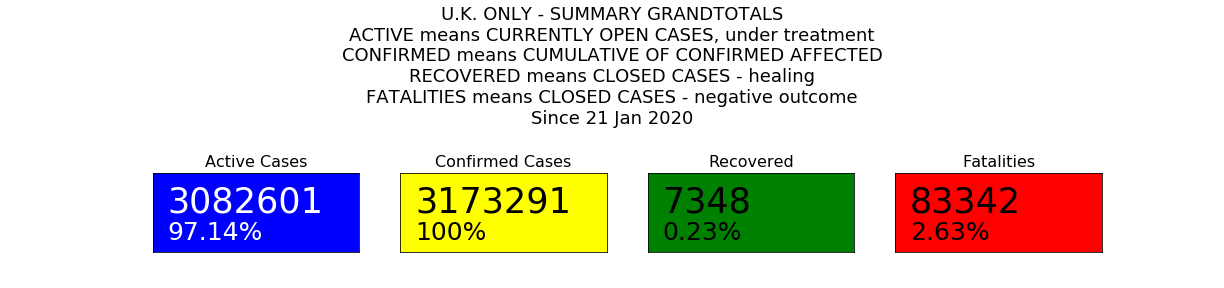 U.K. ONLY - SUMMARY GRANDTOTALS
ACTIVE means CURRENTLY OPEN CASES, under treatment
CONFIRMED means CUMULATIVE OF CONFIRMED AFFECTED
RECOVERED means CLOSED CASES - healing
FATALITIES means CLOSED CASES - negative outcome
Since 21 Jan 2020
Active Cases
3082601
97.14%
Confirmed Cases
3173291
100%
Recovered
7348
0.23%
Fatalities
83342
2.63%